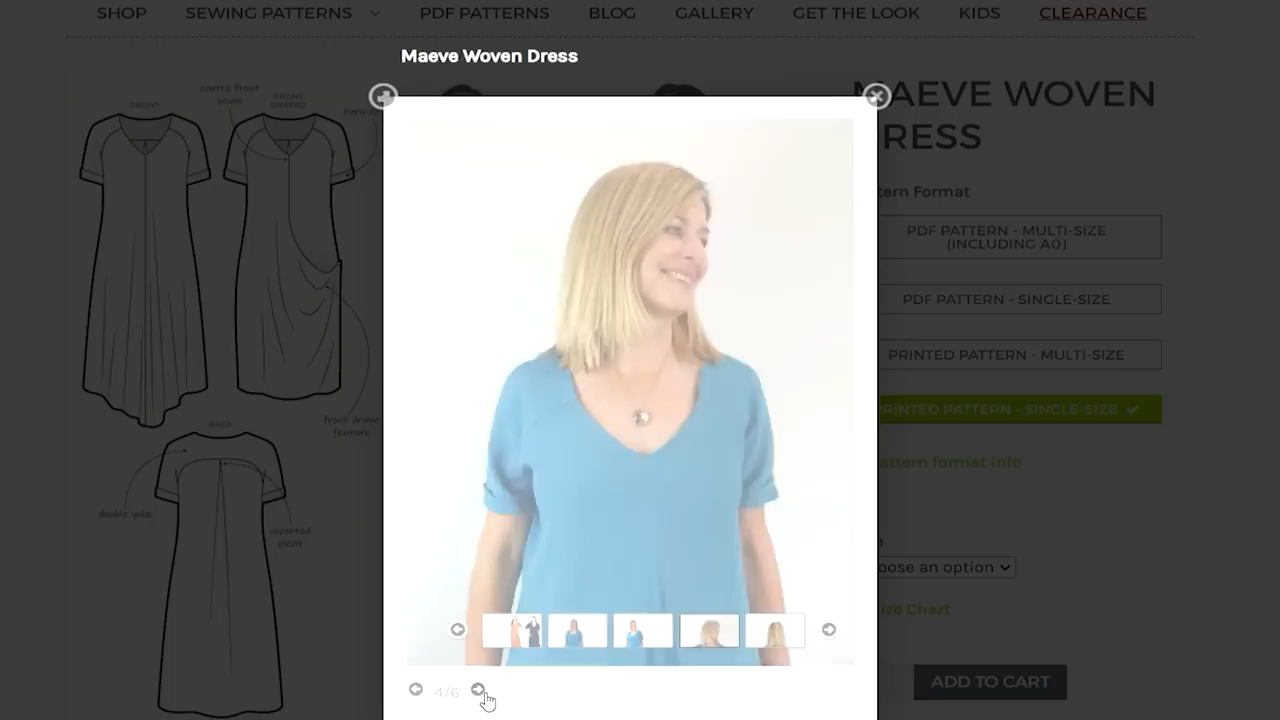 SHOP SEWING PATTERNS PDF PATTERNS BLOG GALLERY GET THE LOOK KIDS CLEARANCE
Maeve Woven Dress
MAEVE WOVEN
DRESS
centre front
seam
FRONT
FRONT
DRAPED
tern Format
PDF PATTERN - MULTI-SIZE
(INCLUDING A0)
PDF PATTERN - SINGLE-SIZE
PRINTED PATTERN - MULTI-SIZE
PRINTED PATTERN - SINGLE-SIZE
attern format info
front drape
feature
BACK
double yoke
inverted
pleat
oose an option
ize Chart
4/6
ADD TO CART